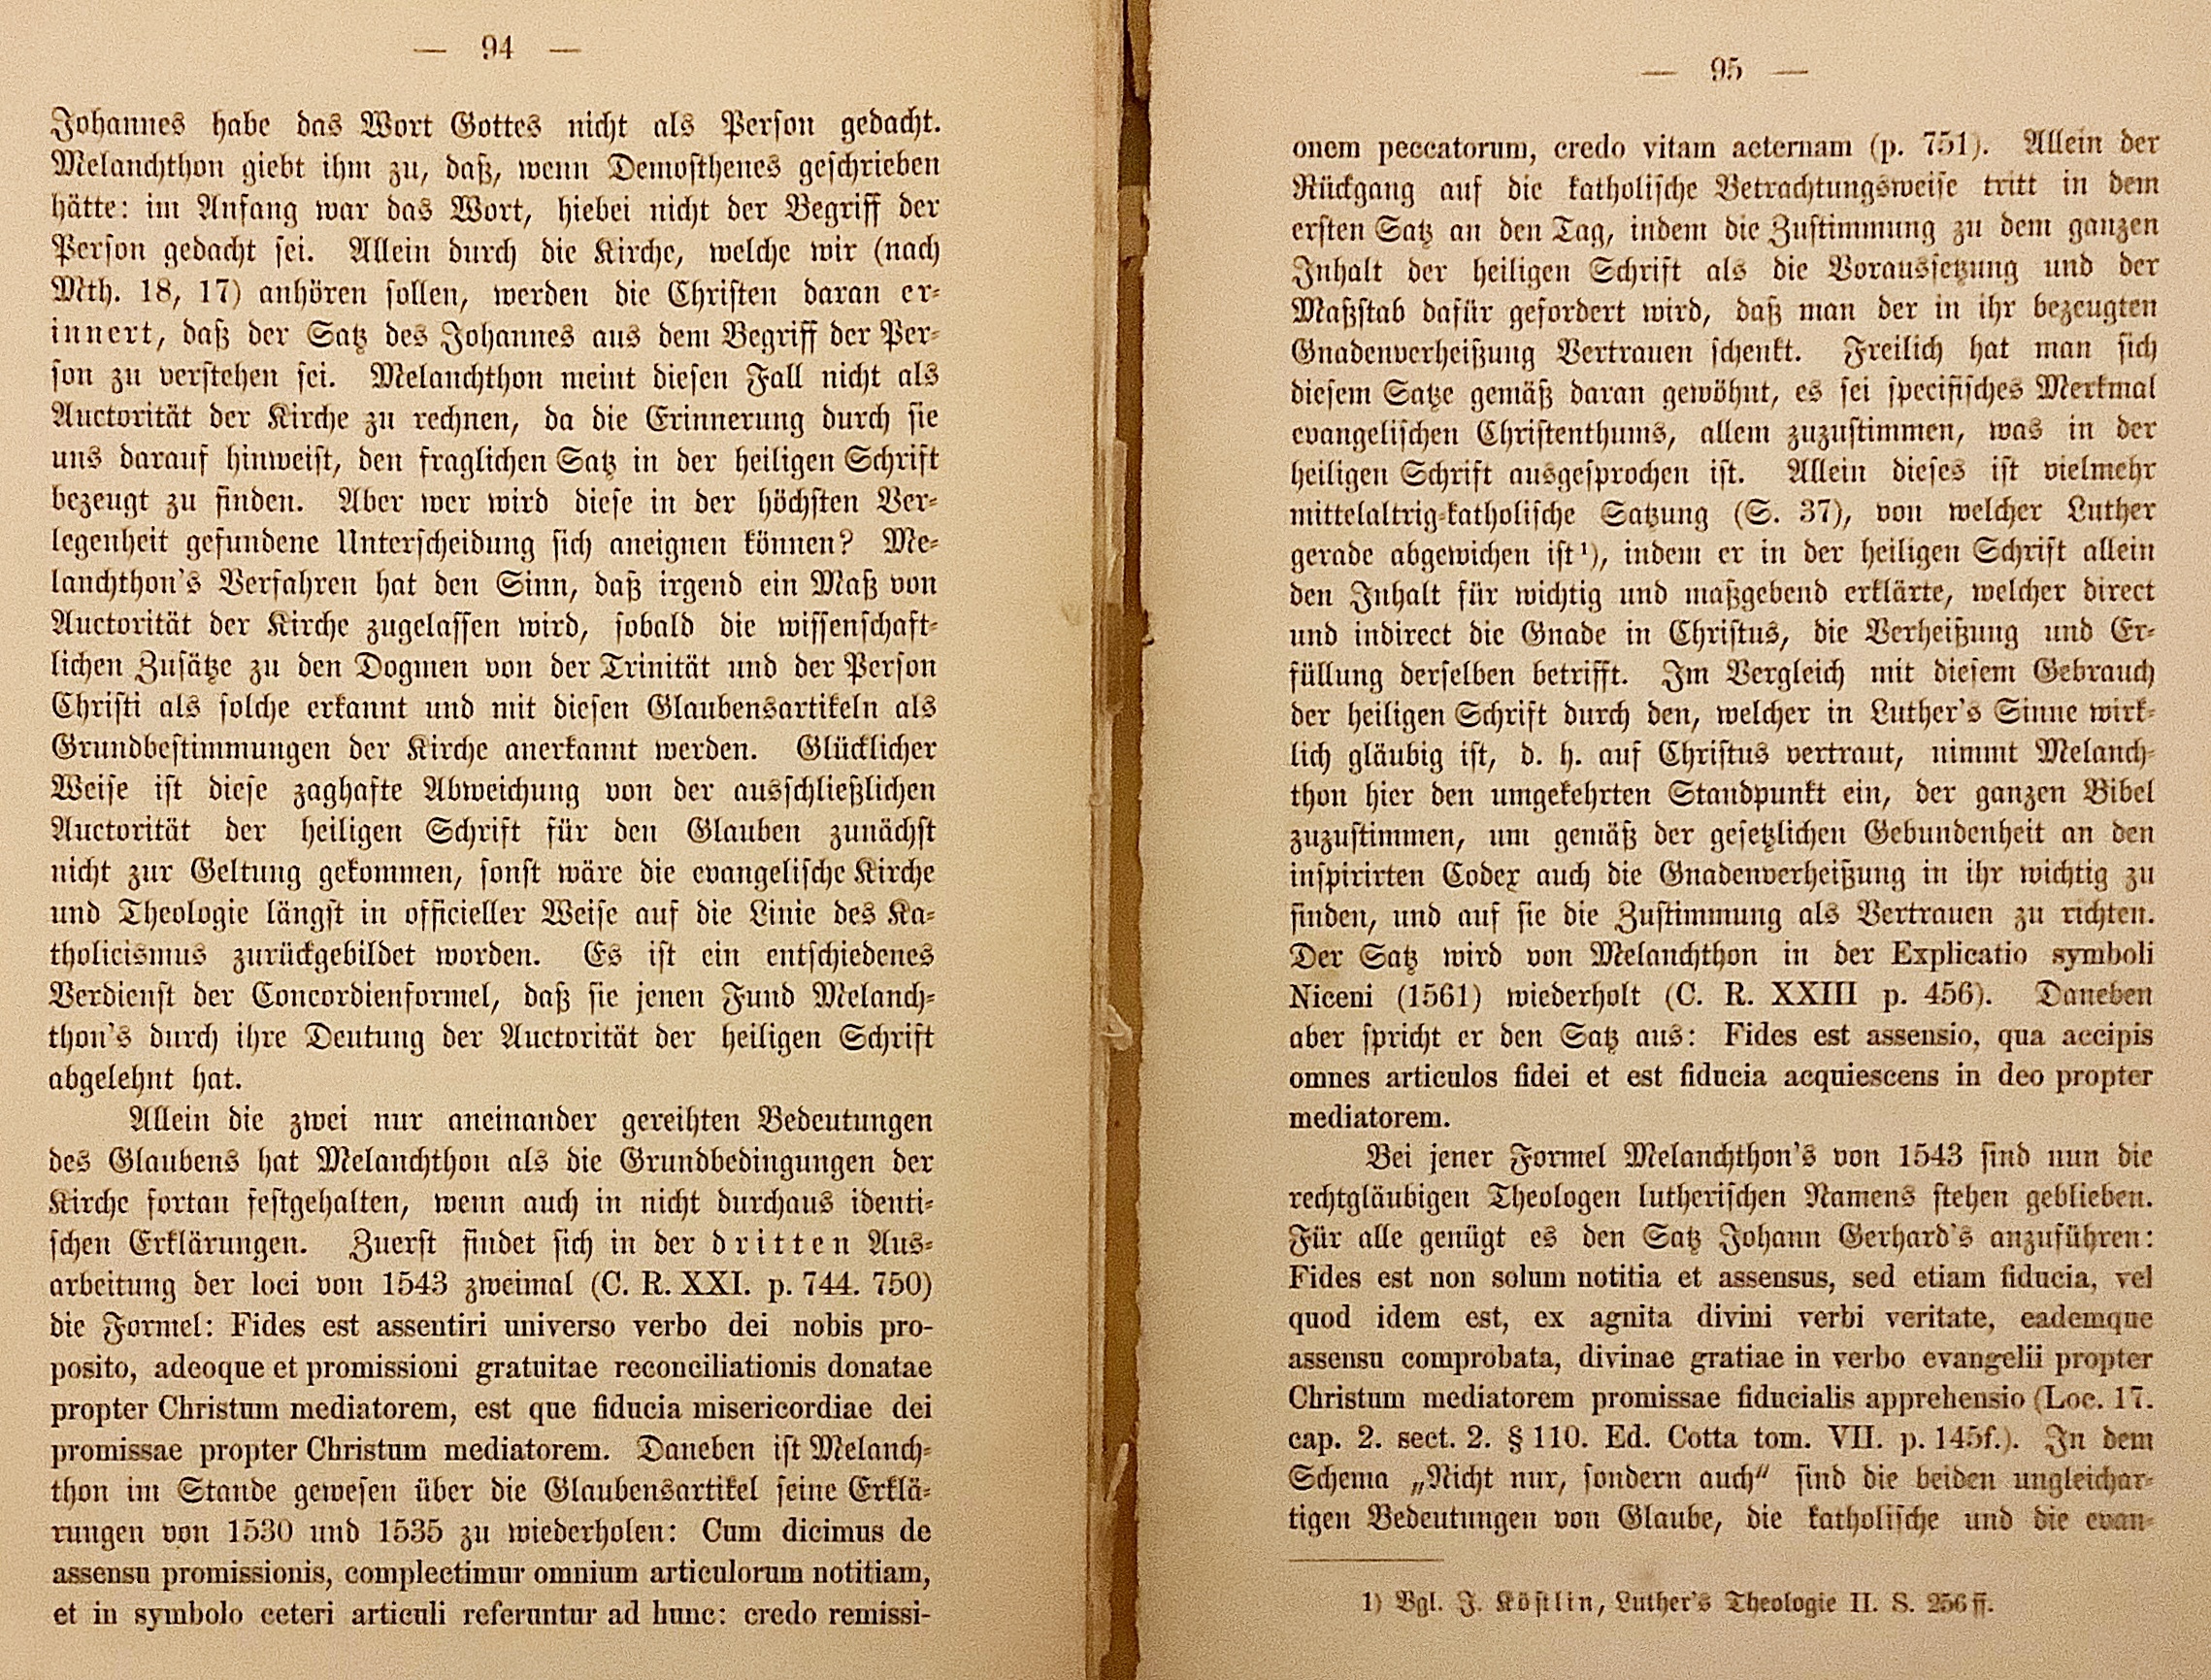 — 94 —
Johannes habe das Wort Gottes nicht als Person gedacht.
Melanchthon giebt ihm zu, daß, wenn Demosthenes geschrieben
hätte: im Anfang war das Wort, hiebei nicht der Begriff der
Person gedacht sei. Allein durch die Kirche, welche wir (nach
Mth. 18, 17) anhören sollen, werden die Christen daran er-
innert, daß der Satz des Johannes aus dem Begriff der Per-
son zu verstehen sei. Melanchthon meint diesen Fall nicht als
Auctorität der Kirche zu rechnen, da die Erinnerung durch sie
uns darauf hinweist, den fraglichen Satz in der heiligen Schrift
bezeugt zu finden. Aber wer wird diese in der höchsten Ver-
legenheit gefundene Unterscheidung sich aneignen können? Me-
lanchthon's Verfahren hat den Sinn, daß irgend ein Maß von
Auctorität der Kirche zugelassen wird, sobald die wissenschaft-
lichen Zusätze zu den Dogmen von der Trinität und der Person
Christi als solche erkannt und mit diesen Glaubensartikeln als
Grundbestimmungen der Kirche anerkannt werden. Glücklicher
Weise ist diese zaghafte Abweichung von der ausschließlichen
Auctorität der heiligen Schrift für den Glauben zunächst
nicht zur Geltung gekommen, sonst wäre die evangelische Kirche
und Theologie längst in officieller Weise auf die Linie des Ka-
tholicismus zurückgebildet worden. Es ist ein entschiedenes
Verdienst der Concordienformel, daß sie jenen Fund Melanch-
thon's durch ihre Deutung der Auctorität der heiligen Schrift
abgelehnt hat.
Allein die zwei nur aneinander gereihten Bedeutungen
des Glaubens hat Melanchthon als die Grundbedingungen der
Kirche fortan festgehalten, wenn auch in nicht durchaus identi-
schen Erklärungen. Zuerst findet sich in der dritten Aus-
arbeitung der loci von 1543 zweimal (C. R. XXI. p. 744. 750)
die Formel: Fides est assentiri universo verbo dei nobis pro-
posito, adeoque et promissioni gratuitae reconciliationis donatae
propter Christum mediatorem, est que fiducia misericordiae dei
promissae propter Christum mediatorem. Daneben ist Melanch-
thon im Stande gewesen über die Glaubensartikel seine Erklä-
rungen von 1530 und 1535 zu wiederholen: Cum dicimus de
assensu promissionis, complectimur omnium articulorum notitiam,
et in symbolo ceteri articuli referuntur ad hunc: credo remissi-
— 95 —
onem peccatorum, credo vitam aeternam (p. 751). Allein der
Rückgang auf die katholische Betrachtungsweise tritt in dem
ersten Satz an den Tag, indem die Zustimmung zu dem ganzen
Inhalt der heiligen Schrift als die Voraussetzung und der
Maßstab dafür gefordert wird, daß man der in ihr bezeugten
Gnadenverheißung Vertrauen schenkt. Freilich hat man sich
diesem Satze gemäß daran gewöhnt, es sei specifisches Merkmal
evangelischen Christenthums, allem zuzustimmen, was in der
heiligen Schrift ausgesprochen ist. Allein dieses ist vielmehr
mittelaltrig-katholische Satzung (S. 37), von welcher Luther
gerade abgewichen ist¹), indem er in der heiligen Schrift allein
den Inhalt für wichtig und maßgebend erklärte, welcher direct
und indirect die Gnade in Christus, die Verheißung und Er-
füllung derselben betrifft. Im Vergleich mit diesem Gebrauch
der heiligen Schrift durch den, welcher in Luther's Sinne wirk-
lich gläubig ist, d. h. auf Christus vertraut, nimmt Melanch-
thon hier den umgekehrten Standpunkt ein, der ganzen Bibel
zuzustimmen, um gemäß der gesetzlichen Gebundenheit an den
inspirirten Codex auch die Gnadenverheißung in ihr wichtig zu
finden, und auf sie die Zustimmung als Vertrauen zu richten.
Der Satz wird von Melanchthon in der Explicatio symboli
Niceni (1561) wiederholt (C. R. XXIII p. 456). Daneben
aber spricht er den Satz aus: Fides est assensio, qua accipis
omnes articulos fidei et est fiducia acquiescens in deo propter
mediatorem.
Bei jener Formel Melanchthon's von 1543 sind nun die
rechtgläubigen Theologen lutherischen Namens stehen geblieben.
Für alle genügt es den Satz Johann Gerhard's anzuführen:
Fides est non solum notitia et assensus, sed etiam fiducia, vel
quod idem est, ex agnita divini verbi veritate, eademque
assensu comprobata, divinae gratiae in verbo evangelii propter
Christum mediatorem promissae fiducialis apprehensio (Loc. 17.
cap. 2. sect. 2. § 110. Ed. Cotta tom. VII. p. 145f.). In dem
Schema „Nicht nur, sondern auch“ sind die beiden ungleichar-
tigen Bedeutungen von Glaube, die katholische und die evan-
1) Vgl. J. Köstlin, Luther's Theologie II. S. 256 ff.